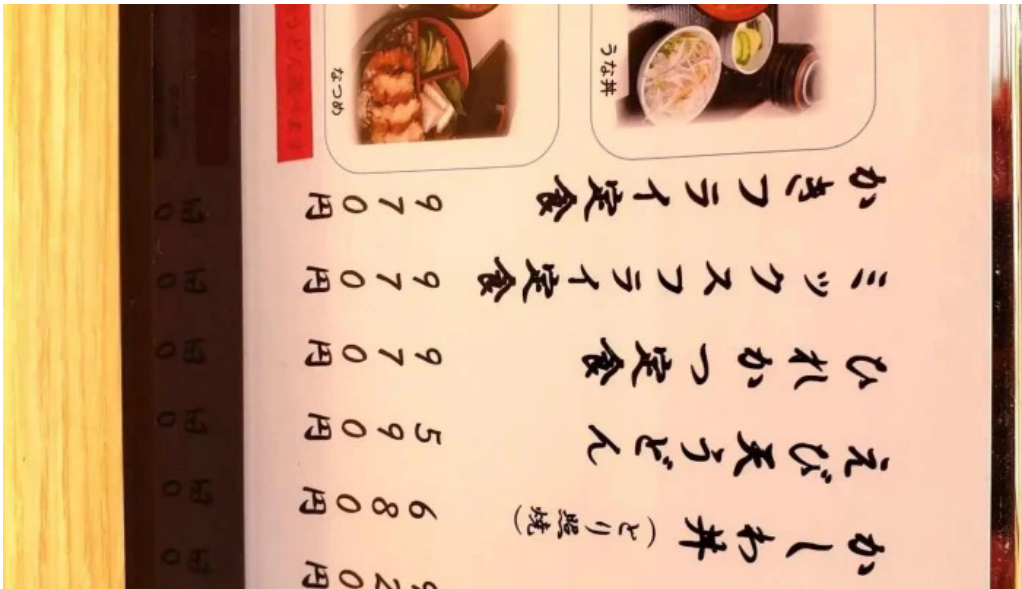 かしわ丼（とり照焼） 680円
えび天うどん 590円
ひれかつ定食 970円
ミックスフライ定食 970円
かきフライ定食 970円
うな丼
なつめ